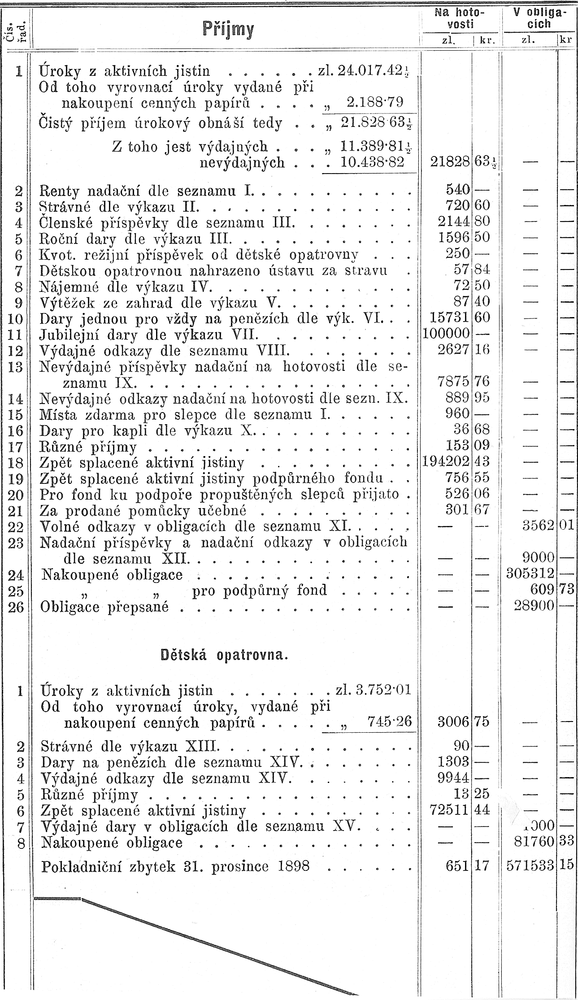 Čís. řad.
Příjmy
Na hoto-
vosti
V obliga-
cích
zl. kr. zl. kr
1 Úroky z aktivních jistin . . . . . . zl. 24.017.42½
Od toho vyrovnací úroky vydané při
nakoupení cenných papírů . . . . „ 2.188·79
Čistý příjem úrokový obnáší tedy . . „ 21.828·63½
Z toho jest výdajných . . . „ 11.389·81½
nevýdajných . . . 10.438·82 21828 63½ — —
2 Renty nadační dle seznamu I. . . . . . . . . . . 540 — — —
3 Strávné dle výkazu II. . . . . . . . . . . . . . 720 60 — —
4 Členské příspěvky dle seznamu III. . . . . . . . 2144 80 — —
5 Roční dary dle výkazu III. . . . . . . . . . . . 1596 50 — —
6 Kvot. režijní příspěvek od dětské opatrovny . . . 250 — — —
7 Dětskou opatrovnou nahrazeno ústavu za stravu . 57 84 — —
8 Nájemné dle výkazu IV. . . . . . . . . . . . . 72 50 — —
9 Výtěžek ze zahrad dle výkazu V. . . . . . . . . 87 40 — —
10 Dary jednou pro vždy na penězích dle výk. VI. . . 15731 60 — —
11 Jubilejní dary dle výkazu VII. . . . . . . . . . 100000 — — —
12 Výdajné odkazy dle seznamu VIII. . . . . . . . 2627 16 — —
13 Nevýdajné příspěvky nadační na hotovosti dle se-
znamu IX. . . . . . . . . . . . . . . . . . 7875 76 — —
14 Nevýdajné odkazy nadační na hotovosti dle sezn. IX. 889 95 — —
15 Místa zdarma pro slepce dle seznamu I. . . . . . 960 — — —
16 Dary pro kapli dle výkazu X. . . . . . . . . . . 36 68 — —
17 Různé příjmy . . . . . . . . . . . . . . . . . 153 09 — —
18 Zpět splacené aktivní jistiny . . . . . . . . . . 194202 43 — —
19 Zpět splacené aktivní jistiny podpůrného fondu . . 756 55 — —
20 Pro fond ku podpoře propuštěných slepců přijato . 526 06 — —
21 Za prodané pomůcky učebné . . . . . . . . . . 301 67 — —
22 Volné odkazy v obligacích dle seznamu XI. . . . . — — 3562 01
23 Nadační příspěvky a nadační odkazy v obligacích
dle seznamu XII. . . . . . . . . . . . . . . — — 9000 —
24 Nakoupené obligace . . . . . . . . . . . . . . — — 305312 —
25 „ „ pro podpůrný fond . . . . . — — 609 73
26 Obligace přepsané . . . . . . . . . . . . . . . — — 28900 —
Dětská opatrovna.
1 Úroky z aktivních jistin . . . . . . . zl. 3.752·01
Od toho vyrovnací úroky, vydané při
nakoupení cenných papírů . . . . . „ 745·26 3006 75 — —
2 Strávné dle výkazu XIII. . . . . . . . . . . . . 90 — — —
3 Dary na penězích dle seznamu XIV. . . . . . . . 1303 — — —
4 Výdajné odkazy dle seznamu XIV. . . . . . . . 9944 — — —
5 Různé příjmy . . . . . . . . . . . . . . . . . 13 25 — —
6 Zpět splacené aktivní jistiny . . . . . . . . . . 72511 44 — —
7 Výdajné dary v obligacích dle seznamu XV. . . . — — 1000 —
8 Nakoupené obligace . . . . . . . . . . . . . . — — 81760 33
Pokladniční zbytek 31. prosince 1898 . . . . . . 651 17 571533 15